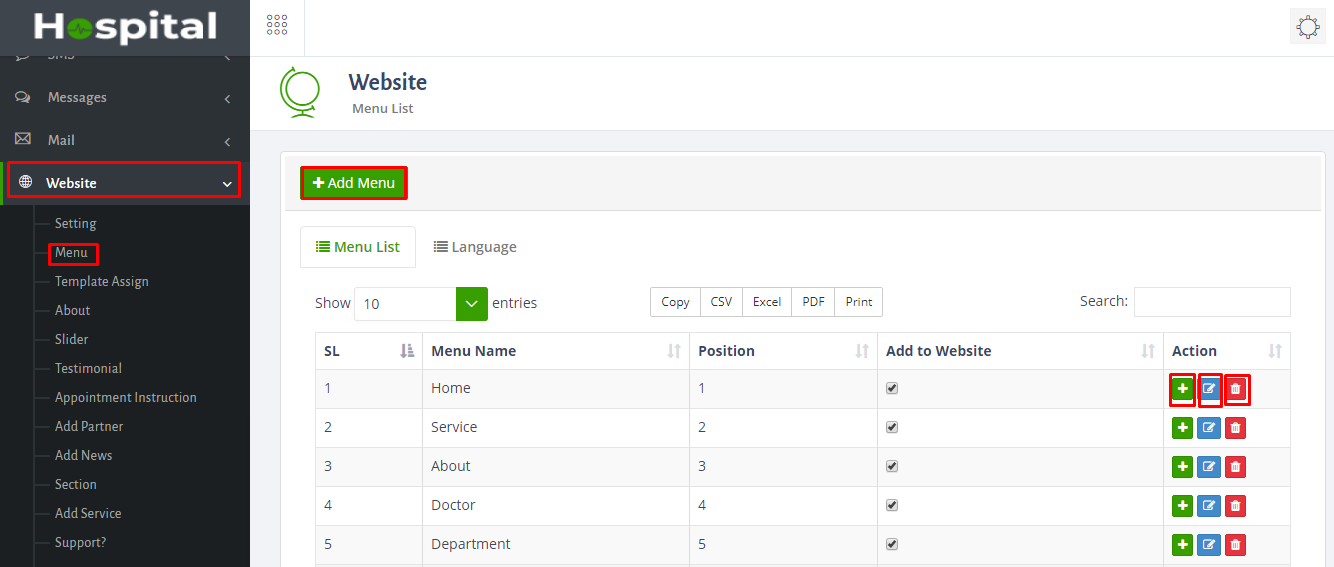 Hospital
SMS
Messages
Mail
Website
Setting
Menu
Template Assign
About
Slider
Testimonial
Appointment Instruction
Add Partner
Add News
Section
Add Service
Support?
Website
Menu List
Add Menu
Menu List Language
Show 10 entries Copy CSV Excel PDF Print Search:
SL Menu Name Position Add to Website Action
1 Home 1
2 Service 2
3 About 3
4 Doctor 4
5 Department 5